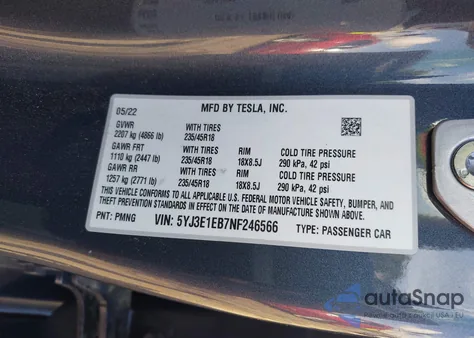 MFD BY TESLA, INC.
05/22
GVWR WITH TIRES
2207 kg (4866 lb) 235/45R18
GAWR FRT WITH TIRES RIM COLD TIRE PRESSURE
1110 kg (2447 lb) 235/45R18 18X8.5J 290 kPa, 42 psi
GAWR RR WITH TIRES RIM COLD TIRE PRESSURE
1257 kg (2771 lb) 235/45R18 18X8.5J 290 kPa, 42 psi
THIS VEHICLE CONFORMS TO ALL APPLICABLE U.S. FEDERAL MOTOR VEHICLE SAFETY, BUMPER, AND
THEFT PREVENTION STANDARDS IN EFFECT ON THE DATE OF MANUFACTURE SHOWN ABOVE.
PNT: PMNG VIN: 5YJ3E1EB7NF246566 TYPE: PASSENGER CAR
autoSnap